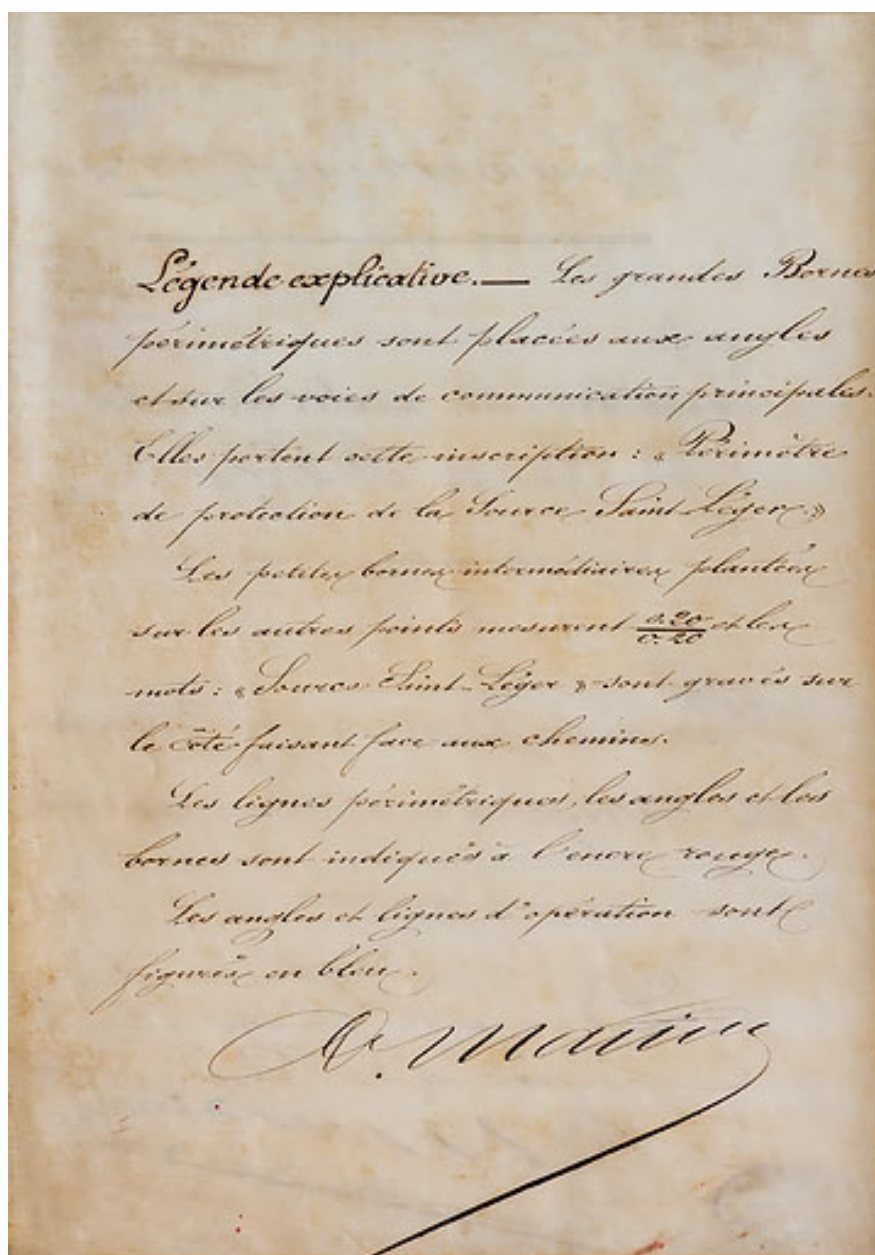 Légende explicative. — Les grandes Bornes
périmétriques sont placées aux angles
et sur les voies de communication principales.
Elles portent cette inscription : « Périmètre
de protection de la Source Saint-Léger. »
Les petites bornes intermédiaires plantées
sur les autres points mesurent 0.20/0.20 et les
mots : « Source Saint-Léger » sont gravés sur
le côté faisant face aux chemins.
Les lignes périmétriques, les angles et les
bornes sont indiqués à l'encre rouge.
Les angles et lignes d'opération sont
figurés en bleu.